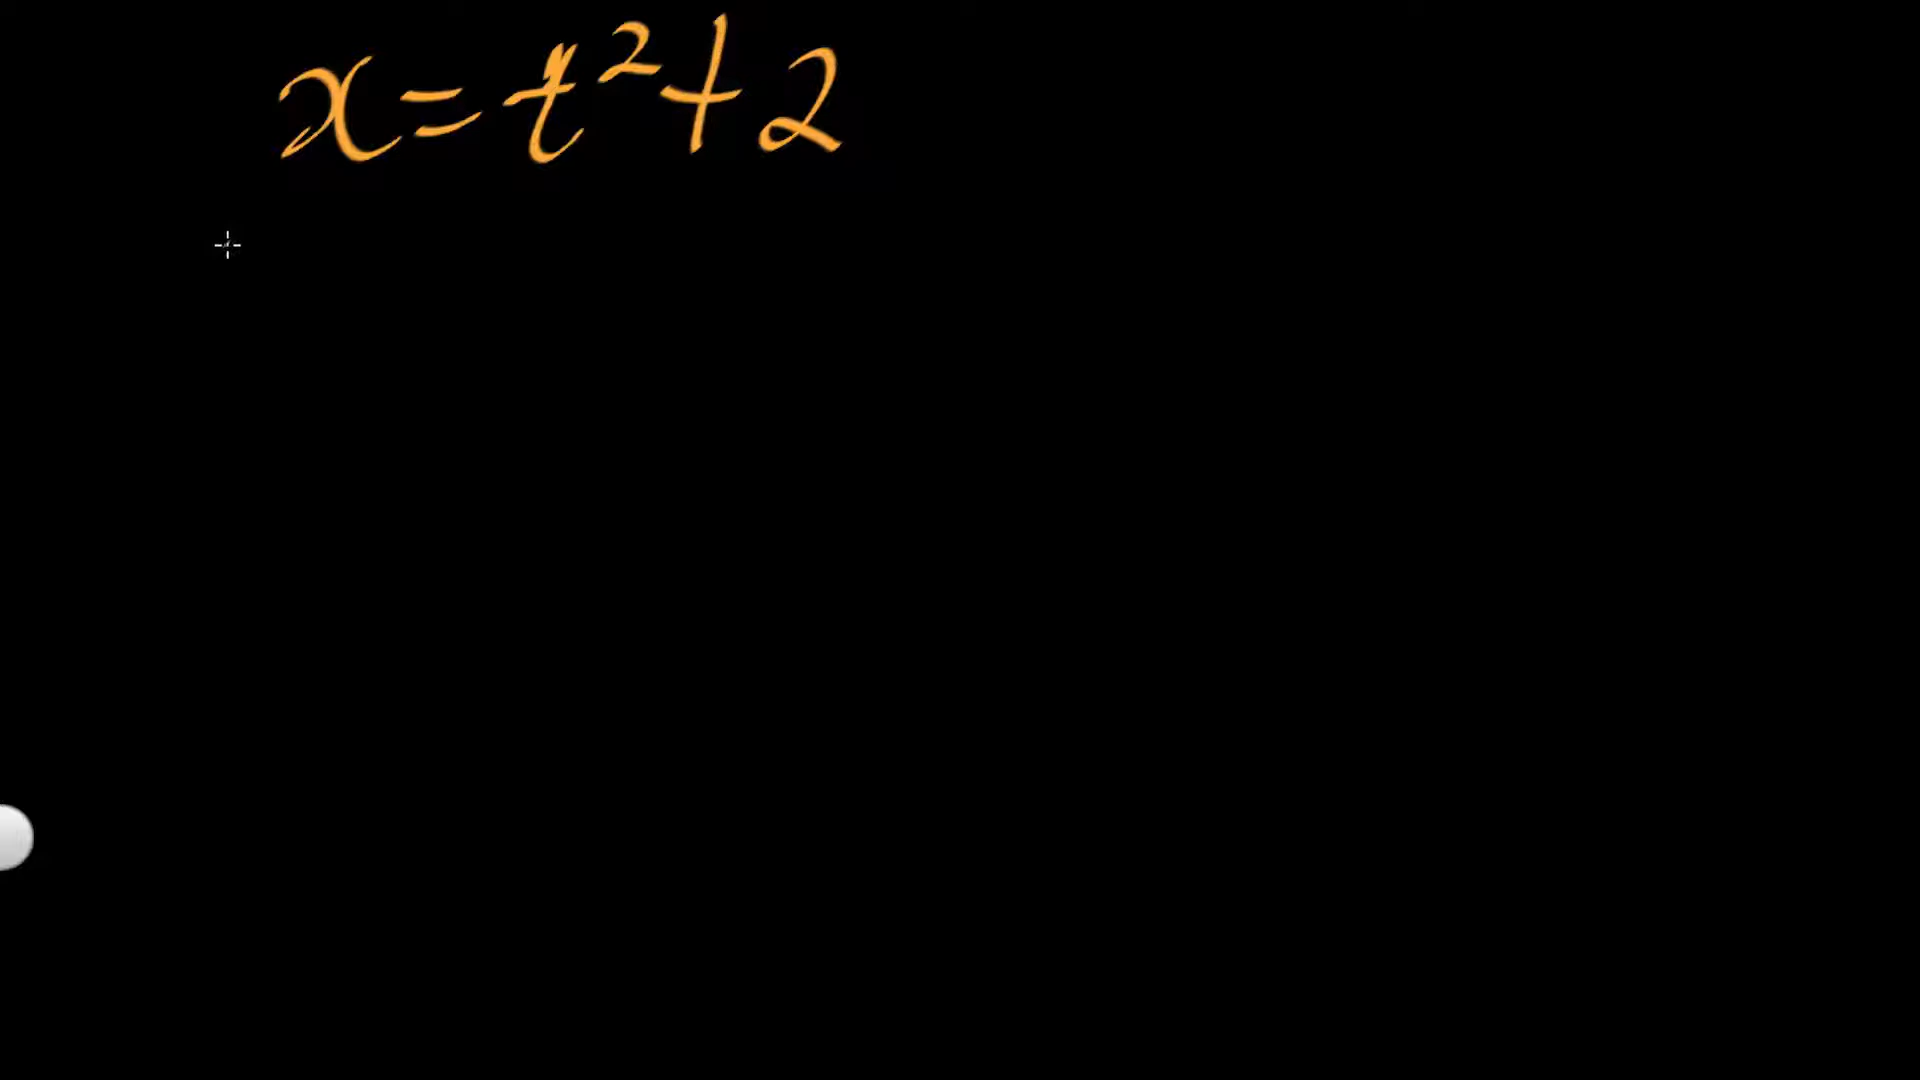 x = t² + 2